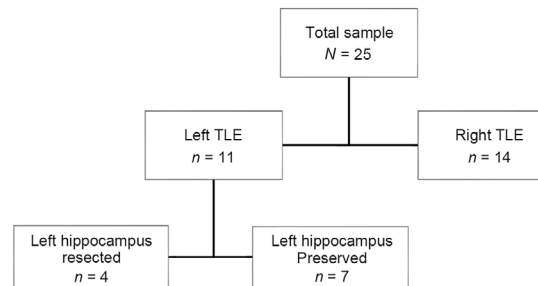 Total sample
N = 25
Left TLE
n = 11
Right TLE
n = 14
Left hippocampus
resected
n = 4
Left hippocampus
Preserved
n = 7